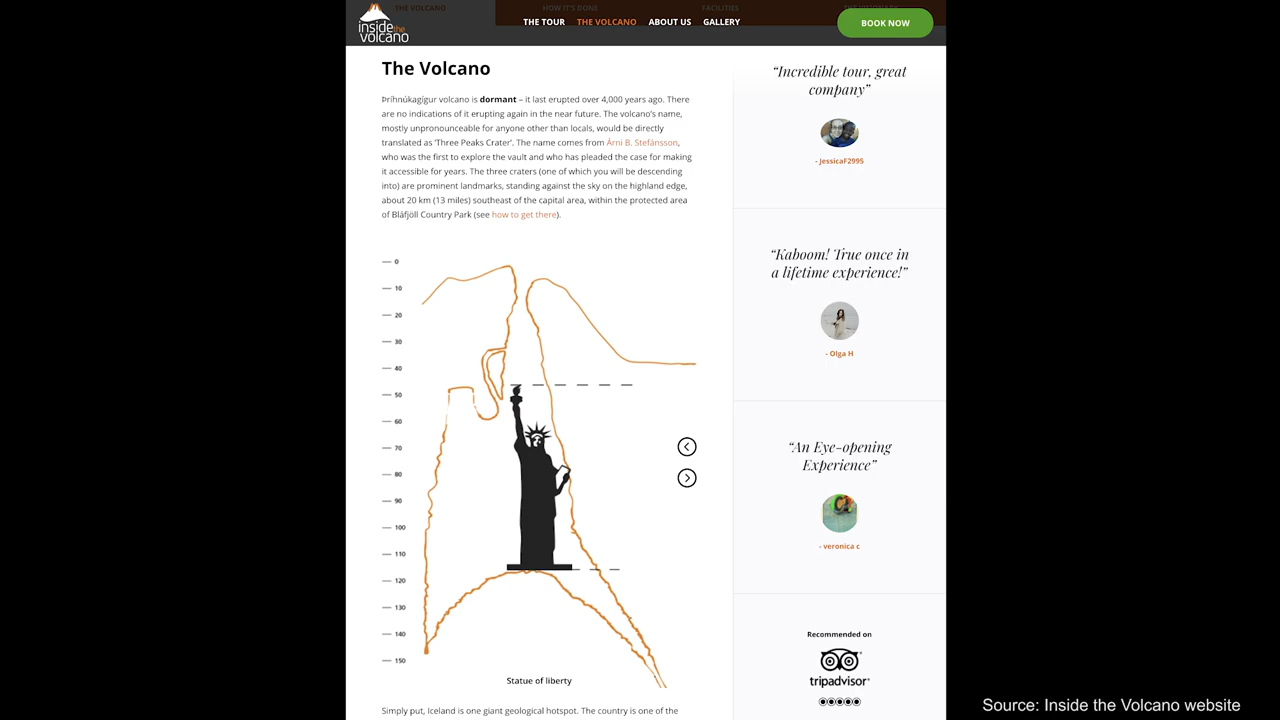 THE VOLCANO
HOW IT'S DONE
FACILITIES
inside the volcano
THE TOUR
THE VOLCANO
ABOUT US
GALLERY
BOOK NOW
The Volcano
Þríhnúkagígur volcano is dormant – it last erupted over 4,000 years ago. There
are no indications of it erupting again in the near future. The volcano's name,
mostly unpronounceable for anyone other than locals, would be directly
translated as 'Three Peaks Crater'. The name comes from Árni B. Stefánsson,
who was the first to explore the vault and who has pleaded the case for making
it accessible for years. The three craters (one of which you will be descending
into) are prominent landmarks, standing against the sky on the highland edge,
about 20 km (13 miles) southeast of the capital area, within the protected area
of Bláfjöll Country Park (see how to get there).
0
10
20
30
40
50
60
70
80
90
100
110
120
130
140
150
Statue of liberty
Simply put, Iceland is one giant geological hotspot. The country is one of the
“Incredible tour, great
company”
- JessicaF2995
“Kaboom! True once in
a lifetime experience!”
- Olga H
“An Eye-opening
Experience”
- veronica c
Recommended on
tripadvisor®
Source: Inside the Volcano website